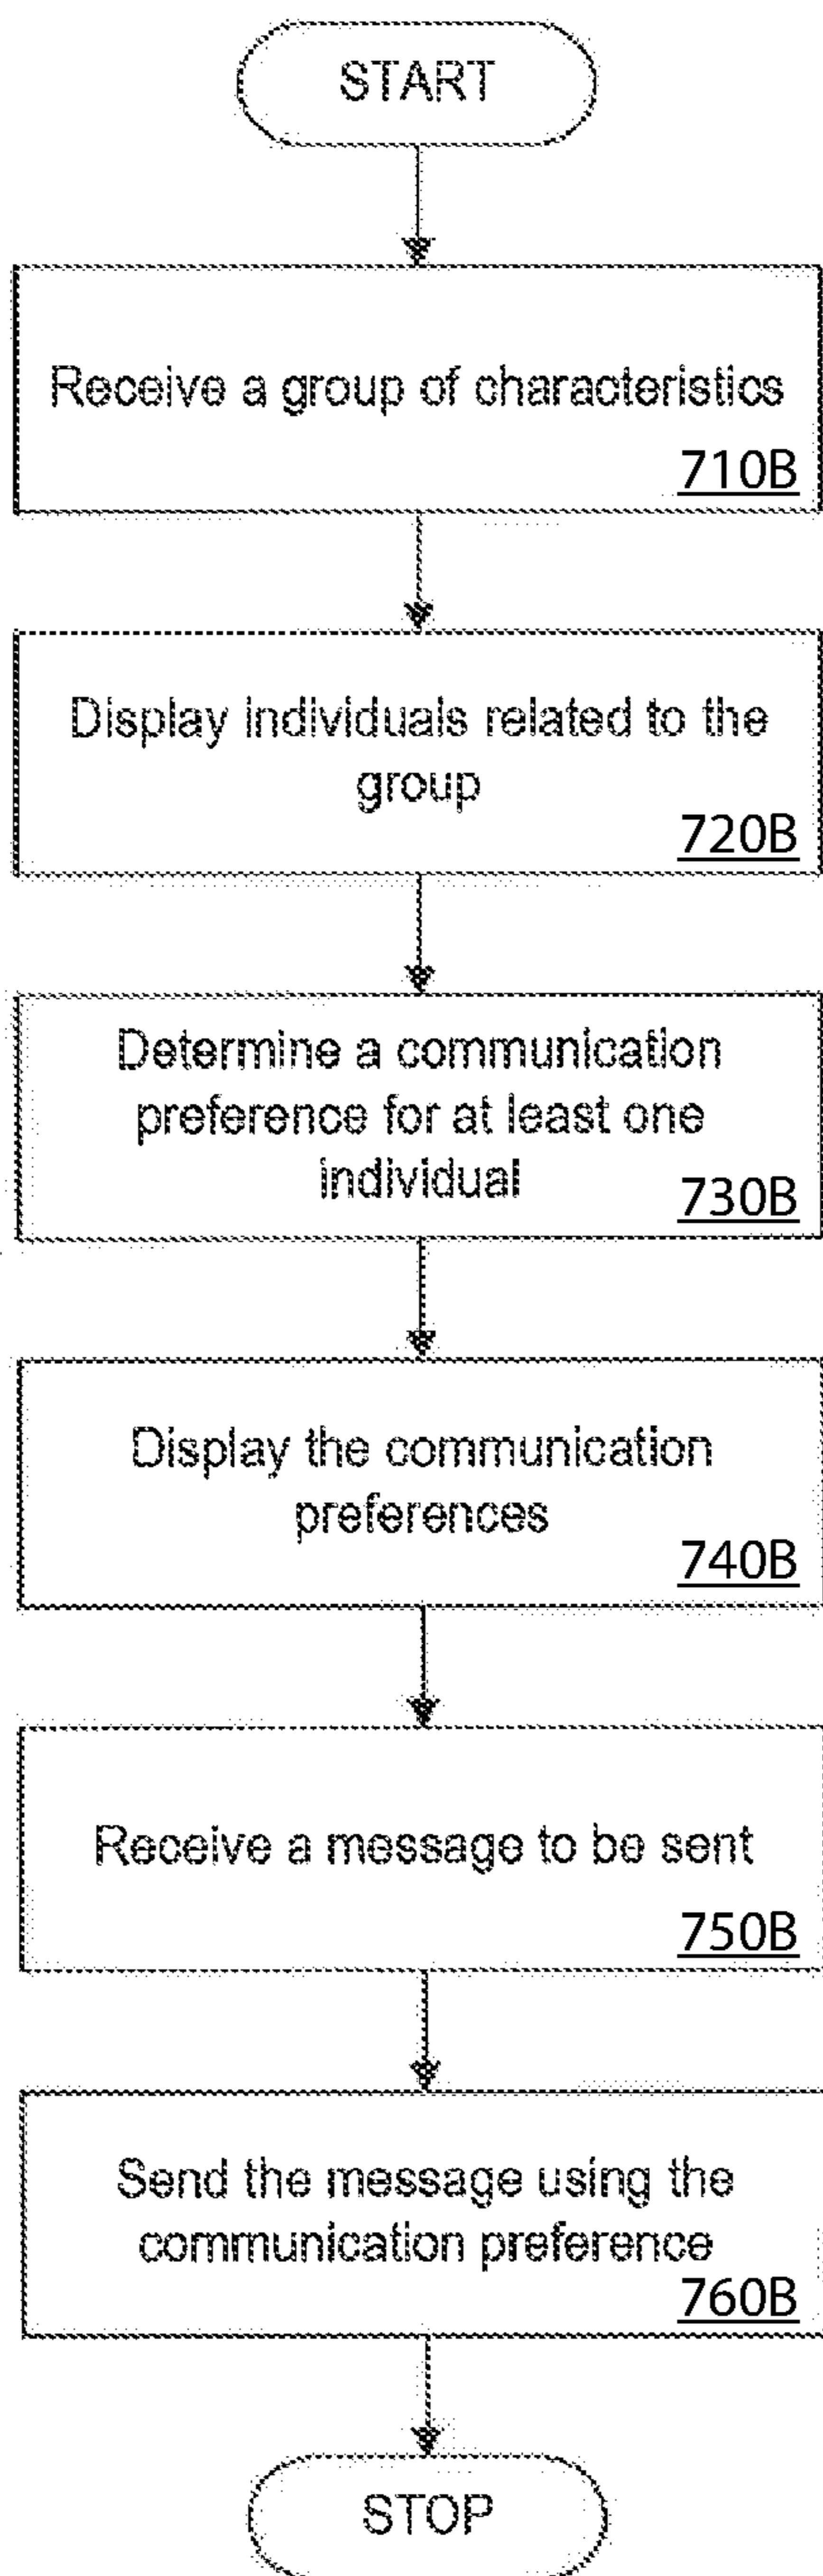 START
Receive a group of characteristics
710B
Display individuals related to the
group
720B
Determine a communication
preference for at least one
individual
730B
Display the communication
preferences
740B
Receive a message to be sent
750B
Send the message using the
communication preference
760B
STOP